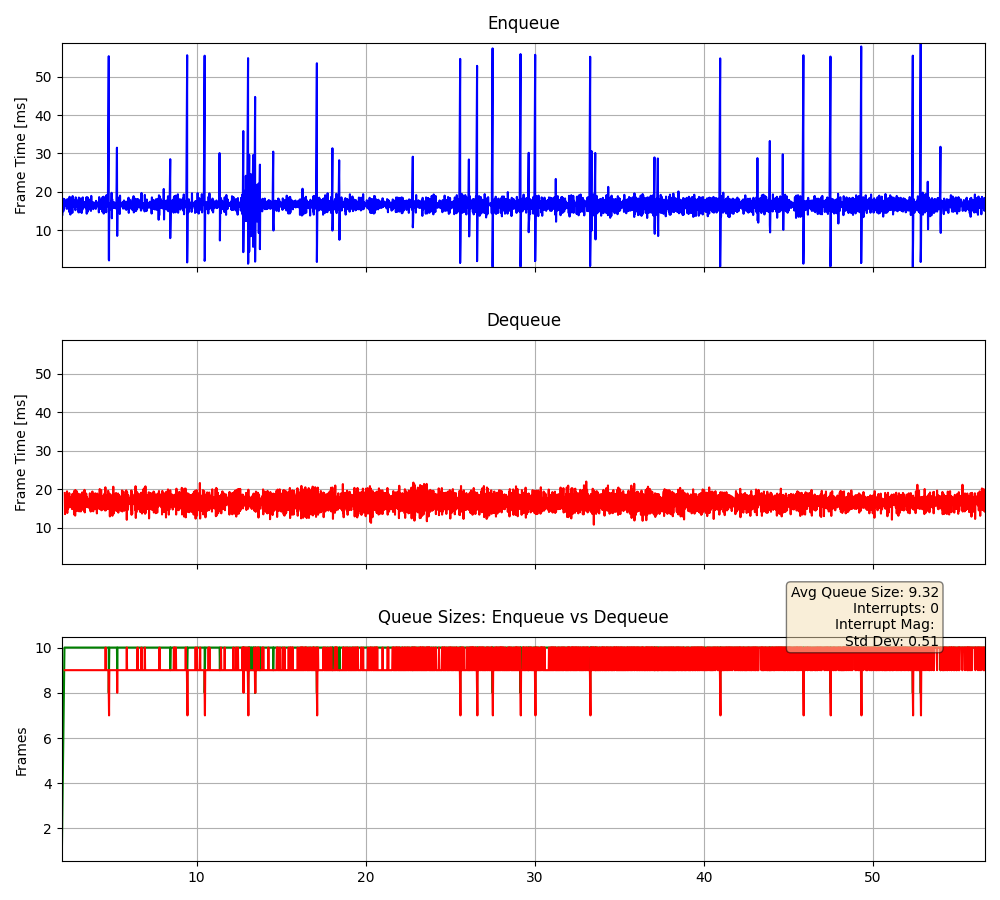 Enqueue
Frame Time [ms]
50
40
30
20
10
Dequeue
Frame Time [ms]
50
40
30
20
10
Avg Queue Size: 9.32
Interrupts: 0
Interrupt Mag:
Std Dev: 0.51
Queue Sizes: Enqueue vs Dequeue
Frames
10
8
6
4
2
10 20 30 40 50